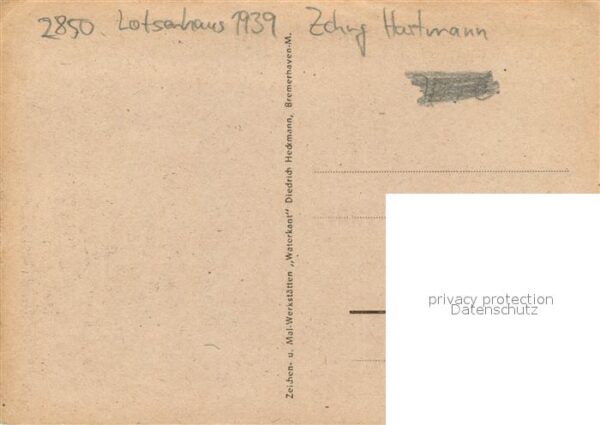 2850. Lotsenhaus 1939 Zchng Hartmann
Zeichen- u. Mal-Werkstätten „Waterkant" Diedrich Heckmann, Bremerhaven-M.
privacy protection
Datenschutz